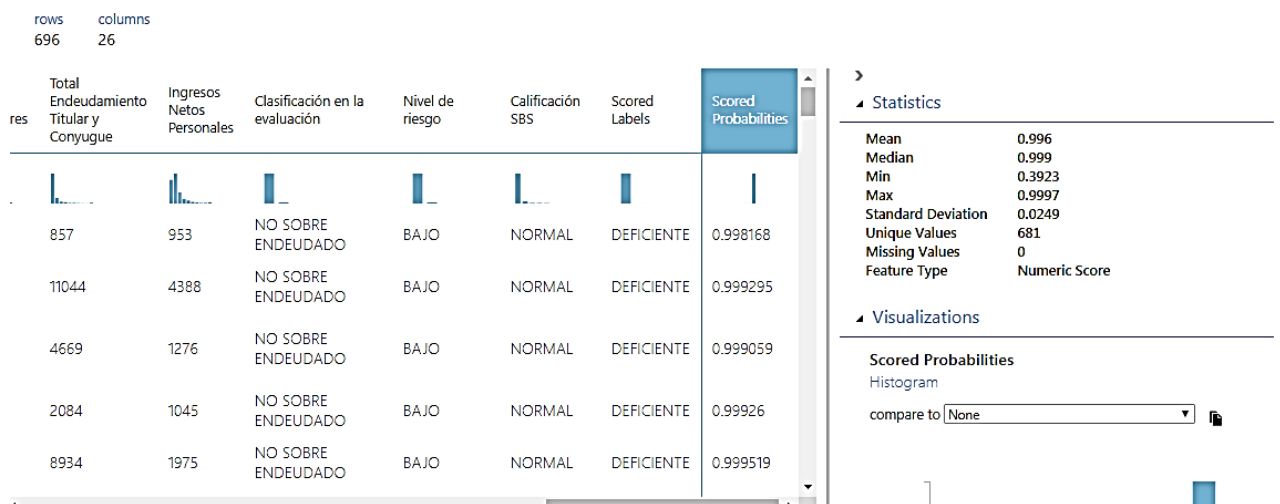 rows columns
696 26
res
Total
Endeudamiento
Titular y
Conyugue
Ingresos
Netos
Personales
Clasificación en la
evaluación
Nivel de
riesgo
Calificación
SBS
Scored
Labels
Scored
Probabilities
857 953 NO SOBRE ENDEUDADO BAJO NORMAL DEFICIENTE 0.998168
11044 4388 NO SOBRE ENDEUDADO BAJO NORMAL DEFICIENTE 0.999295
4669 1276 NO SOBRE ENDEUDADO BAJO NORMAL DEFICIENTE 0.999059
2084 1045 NO SOBRE ENDEUDADO BAJO NORMAL DEFICIENTE 0.99926
8934 1975 NO SOBRE ENDEUDADO BAJO NORMAL DEFICIENTE 0.999519
Statistics
Mean 0.996
Median 0.999
Min 0.3923
Max 0.9997
Standard Deviation 0.0249
Unique Values 681
Missing Values 0
Feature Type Numeric Score
Visualizations
Scored Probabilities
Histogram
compare to None